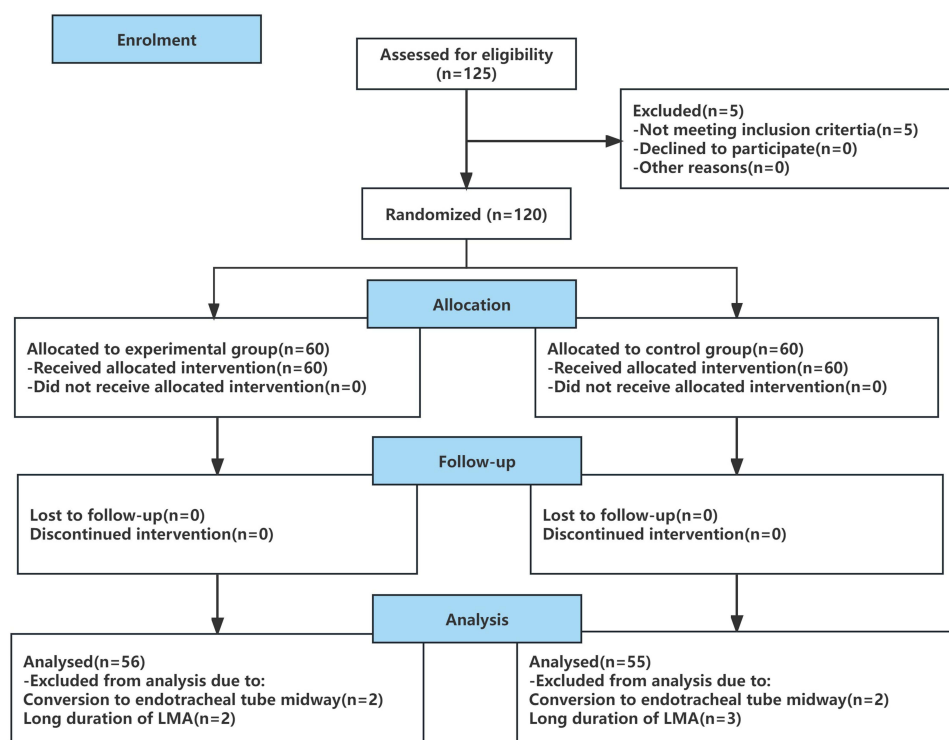 Enrolment
Assessed for eligibility
(n=125)
Excluded(n=5)
-Not meeting inclusion critertia(n=5)
-Declined to participate(n=0)
-Other reasons(n=0)
Randomized (n=120)
Allocation
Allocated to experimental group(n=60)
-Received allocated intervention(n=60)
-Did not receive allocated intervention(n=0)
Allocated to control group(n=60)
-Received allocated intervention(n=60)
-Did not receive allocated intervention(n=0)
Follow-up
Lost to follow-up(n=0)
Discontinued intervention(n=0)
Lost to follow-up(n=0)
Discontinued intervention(n=0)
Analysis
Analysed(n=56)
-Excluded from analysis due to:
Conversion to endotracheal tube midway(n=2)
Long duration of LMA(n=2)
Analysed(n=55)
-Excluded from analysis due to:
Conversion to endotracheal tube midway(n=2)
Long duration of LMA(n=3)